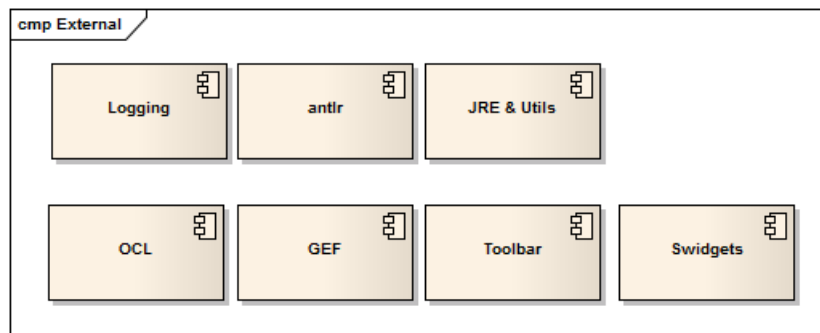 cmp External
Logging
antlr
JRE & Utils
OCL
GEF
Toolbar
Swidgets